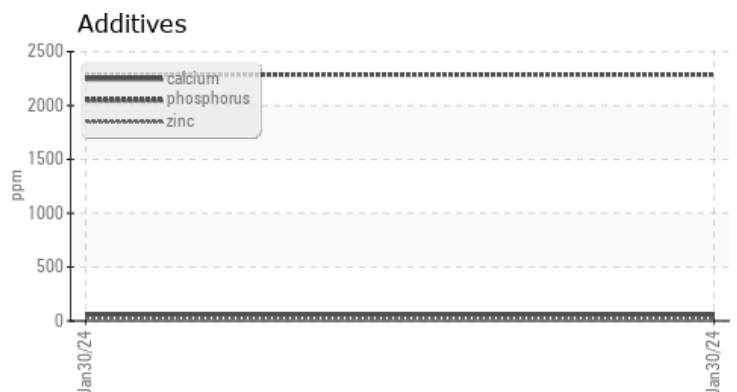 Additives
2500
calcium
phosphorus
2000
zinc
1500
ppm
1000
500
0
Jan30/24
Jan30/24